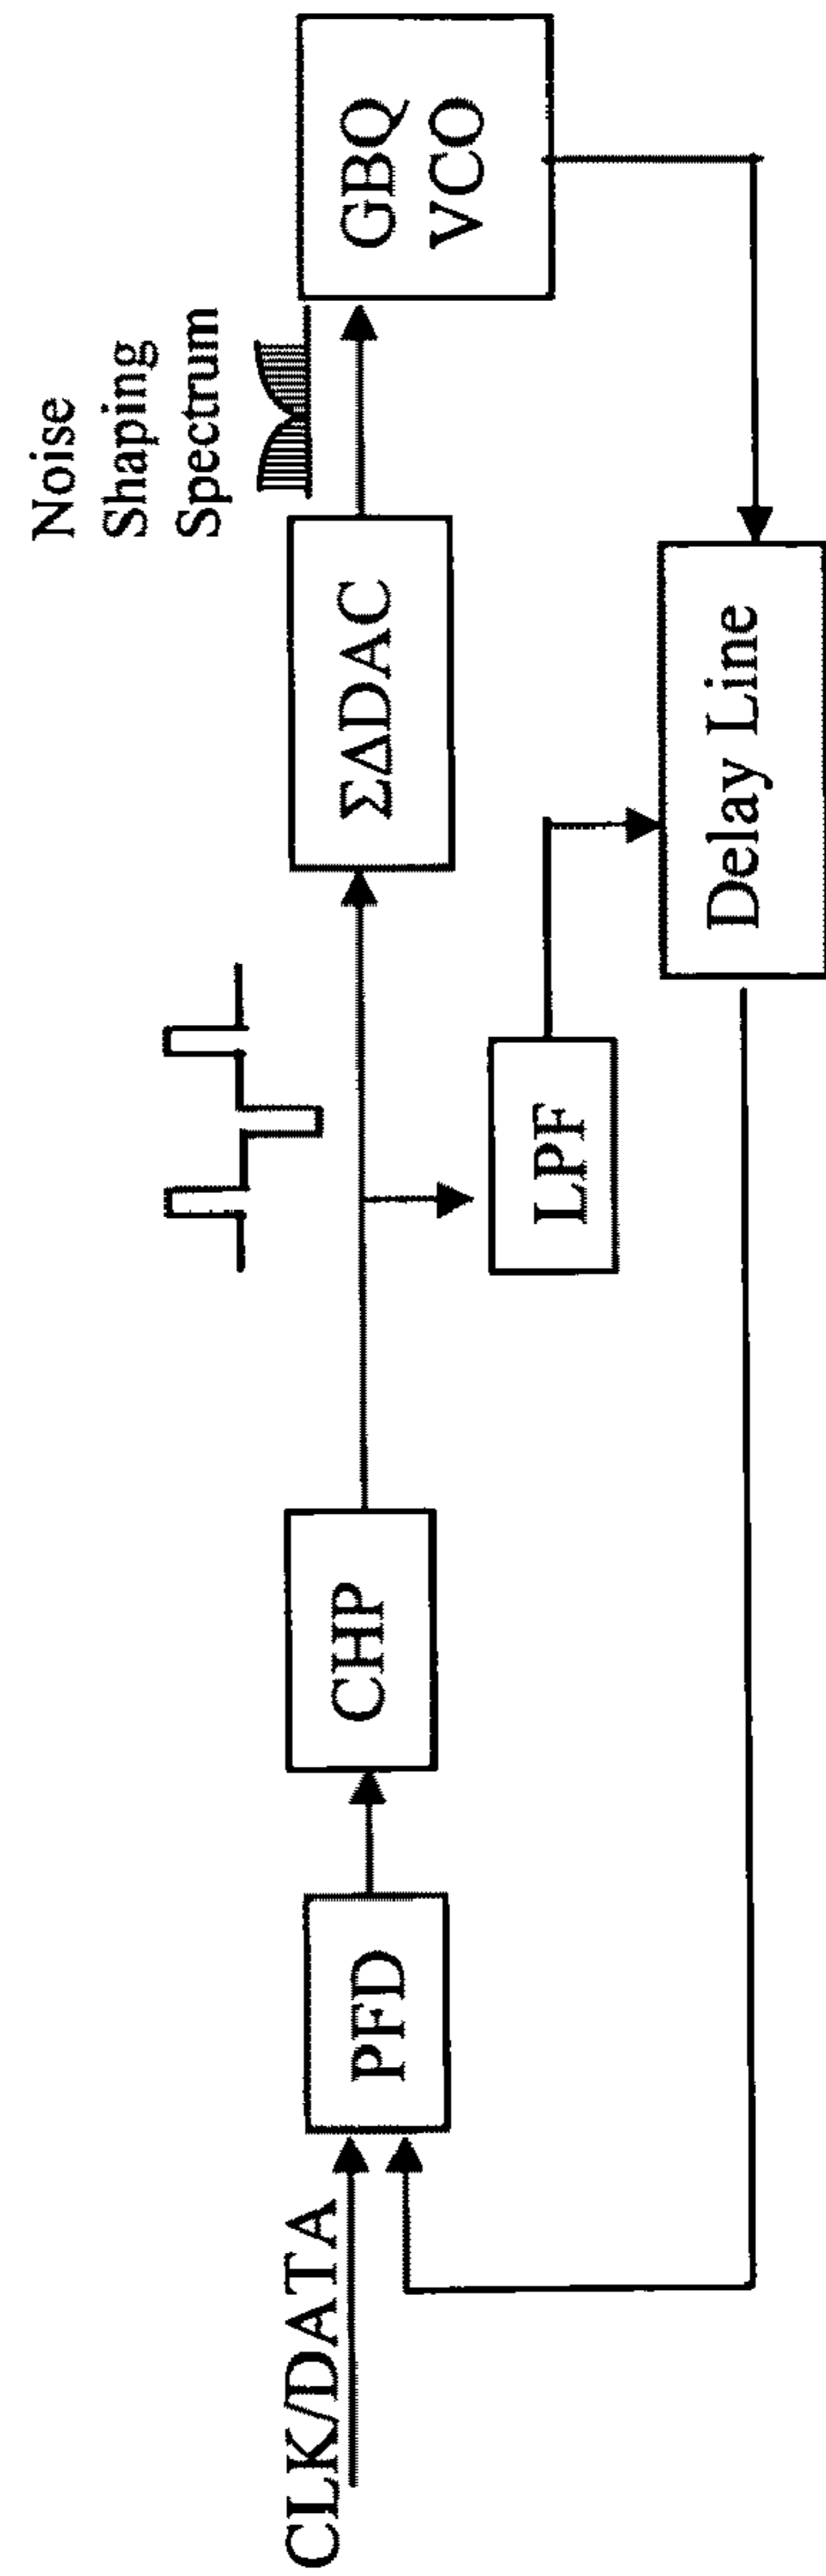 CLK/DATA
PFD
CHP
LPF
ΣΔDAC
Noise
Shaping
Spectrum
GBQ
VCO
Delay Line